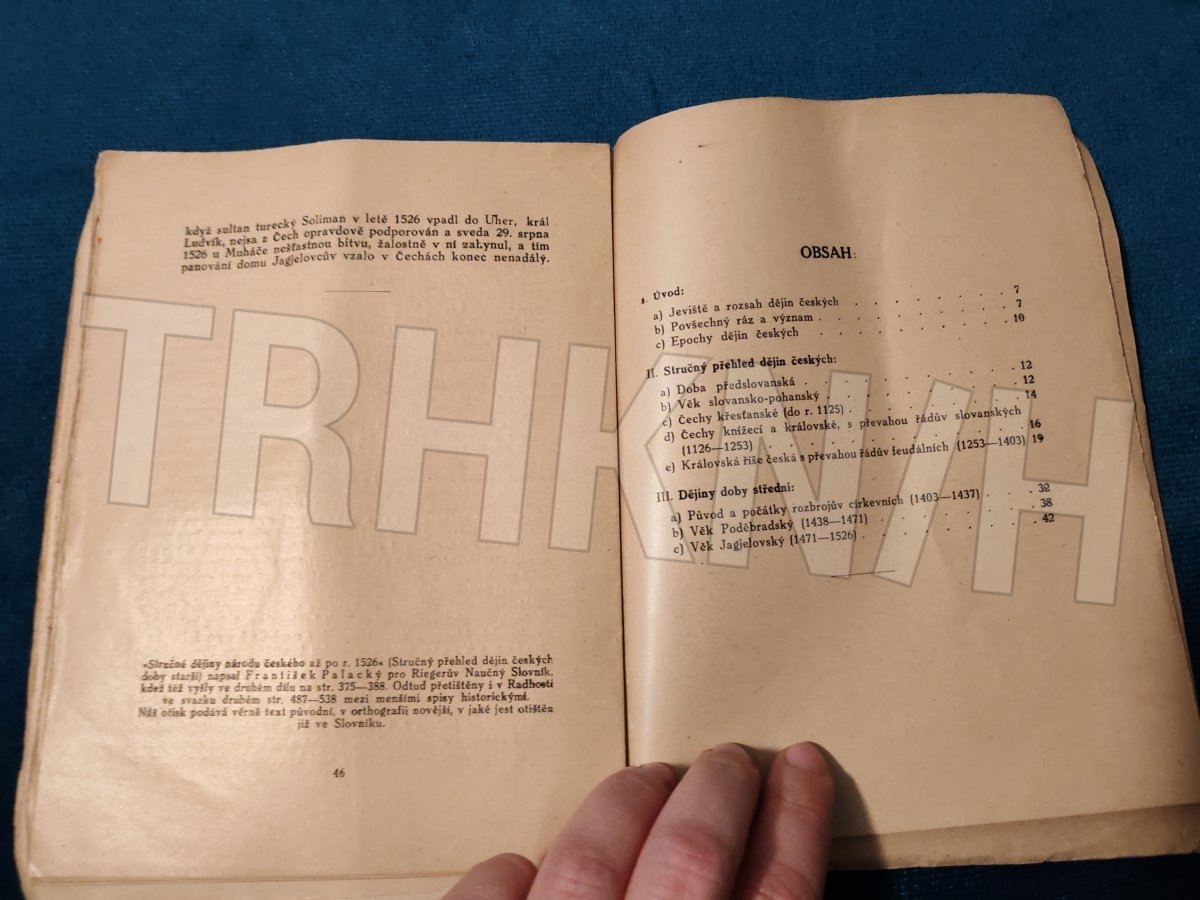 když sultan turecký Soliman v letě 1526 vpadl do Uher, král
Ludvík, nejsa z Čech opravdově podporován a sveda 29. srpna
1526 u Muháče nešťastnou bitvu, žalostně v ní zahynul, a tím
panování domu Jagjelovcův vzalo v Čechách konec nenadálý.
»Stručné dějiny národu českého až po r. 1526« (Stručný přehled dějin českých
doby starší) napsal František Palacký pro Riegerův Naučný Slovník,
kdež též vyšly ve druhém dílu na str. 375—388. Odtud přetištěny i v Radhosti
ve svazku druhém str. 487—538 mezi menšími spisy historickými.
Náš otisk podává věrně text původní, v orthografii novější, v jaké jest otištěn
již ve Slovníku.
46
OBSAH:
I. Úvod:
a) Jeviště a rozsah dějin českých . . . . . . . . 7
b) Povšechný ráz a význam . . . . . . . . . 7
c) Epochy dějin českých . . . . . . . . . 10
II. Stručný přehled dějin českých:
a) Doba předslovanská . . . . . . . . . . 12
b) Věk slovansko-pohanský . . . . . . . . . 12
c) Čechy křesťanské (do r. 1125) . . . . . . . . 14
d) Čechy knížecí a královské, s převahou řádův slovanských
(1126—1253) . . . . . . . . . . . 16
e) Královská říše česká s převahou řádův feudálních (1253—1403) 19
III. Dějiny doby střední:
a) Původ a počátky rozbrojův církevních (1403—1437) . . . 32
b) Věk Poděbradský (1438—1471) . . . . . . . . 38
c) Věk Jagjelovský (1471—1526) . . . . . . . . 42
TRHKNIH